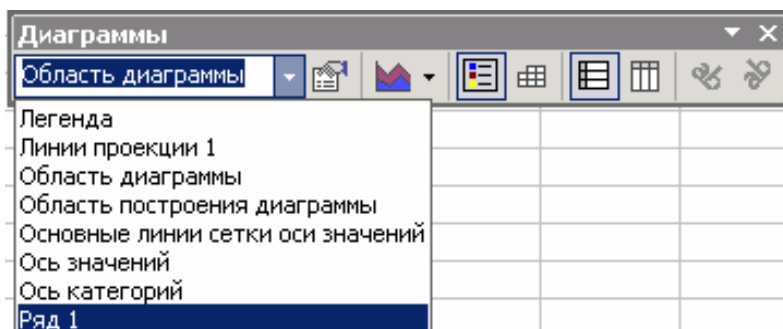 Диаграммы
Область диаграммы
Легенда
Линии проекции 1
Область диаграммы
Область построения диаграммы
Основные линии сетки оси значений
Ось значений
Ось категорий
Ряд 1